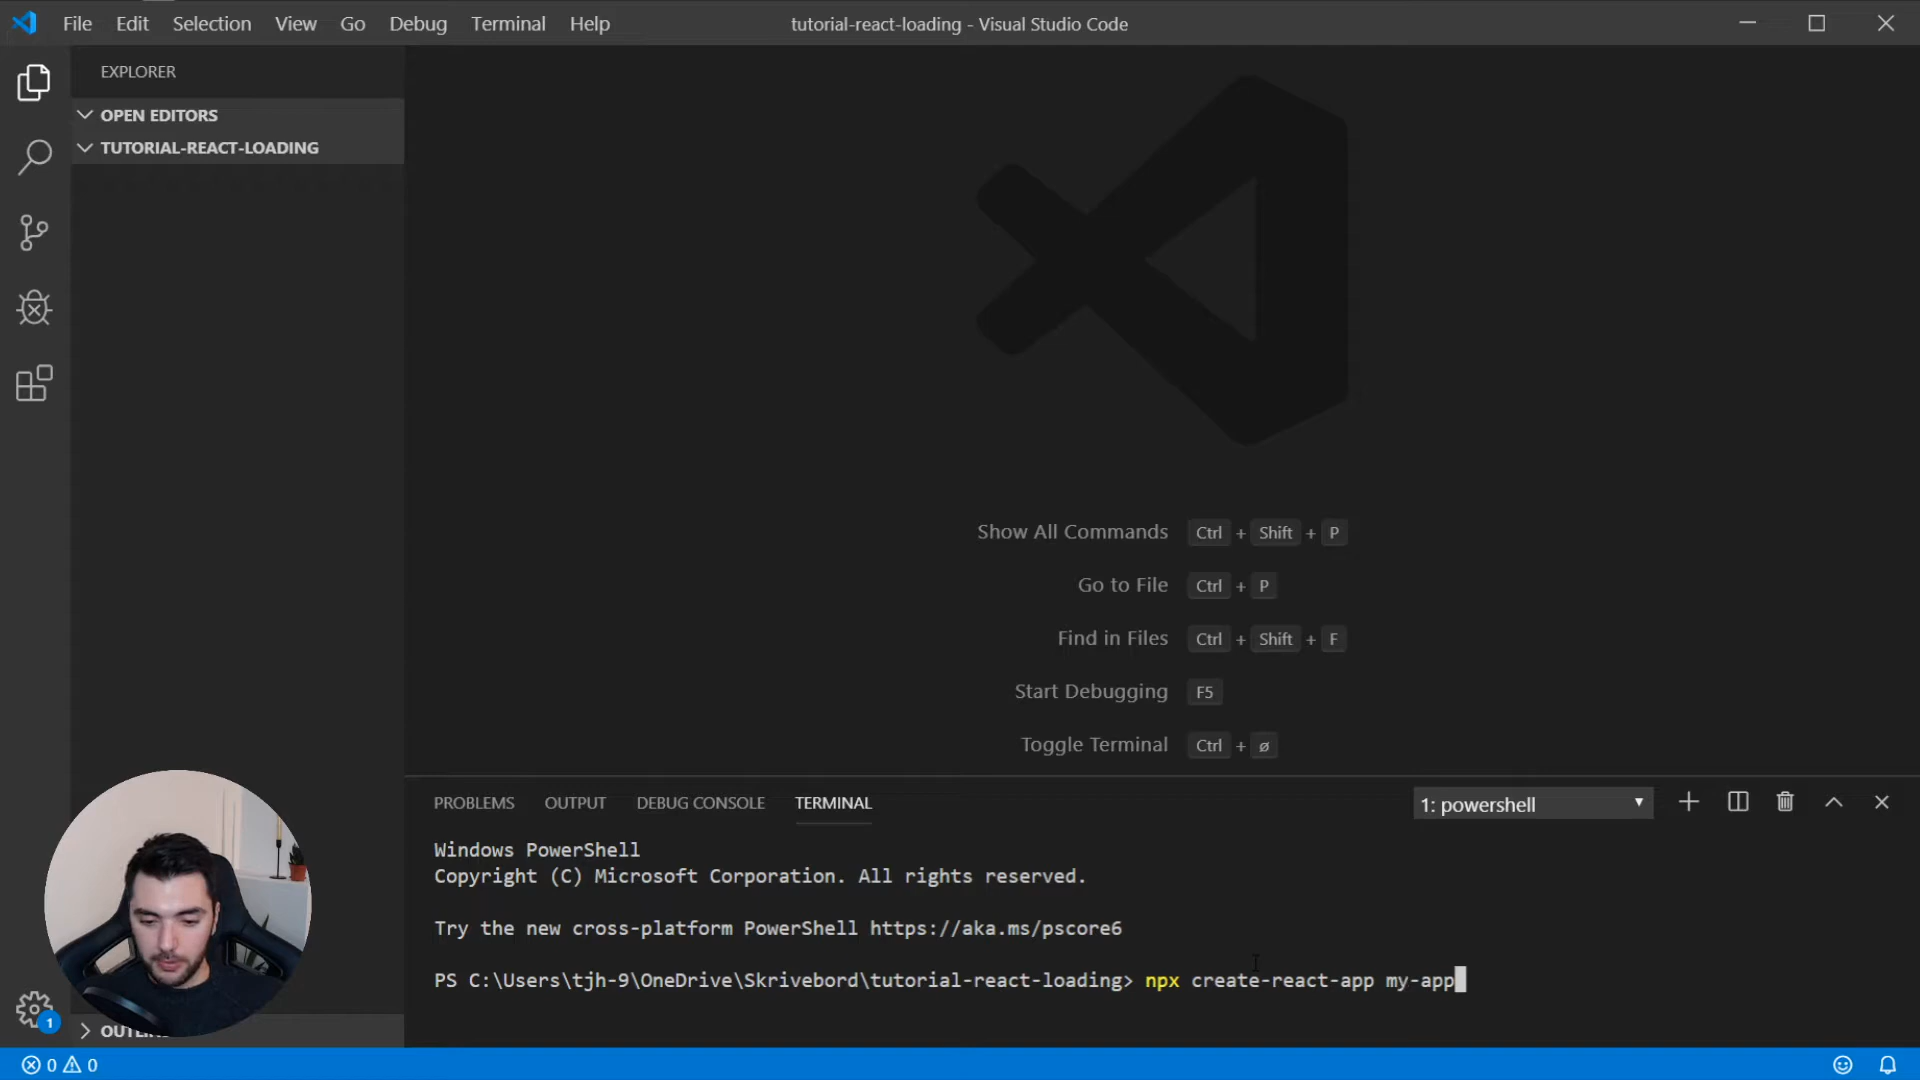 File Edit Selection View Go Debug Terminal Help
tutorial-react-loading - Visual Studio Code
EXPLORER
OPEN EDITORS
TUTORIAL-REACT-LOADING
Show All Commands Ctrl + Shift + P
Go to File Ctrl + P
Find in Files Ctrl + Shift + F
Start Debugging F5
Toggle Terminal Ctrl + ø
PROBLEMS OUTPUT DEBUG CONSOLE TERMINAL
1: powershell
Windows PowerShell
Copyright (C) Microsoft Corporation. All rights reserved.
Try the new cross-platform PowerShell https://aka.ms/pscore6
PS C:\Users\tjh-9\OneDrive\Skrivebord\tutorial-react-loading> npx create-react-app my-app
1
0 0